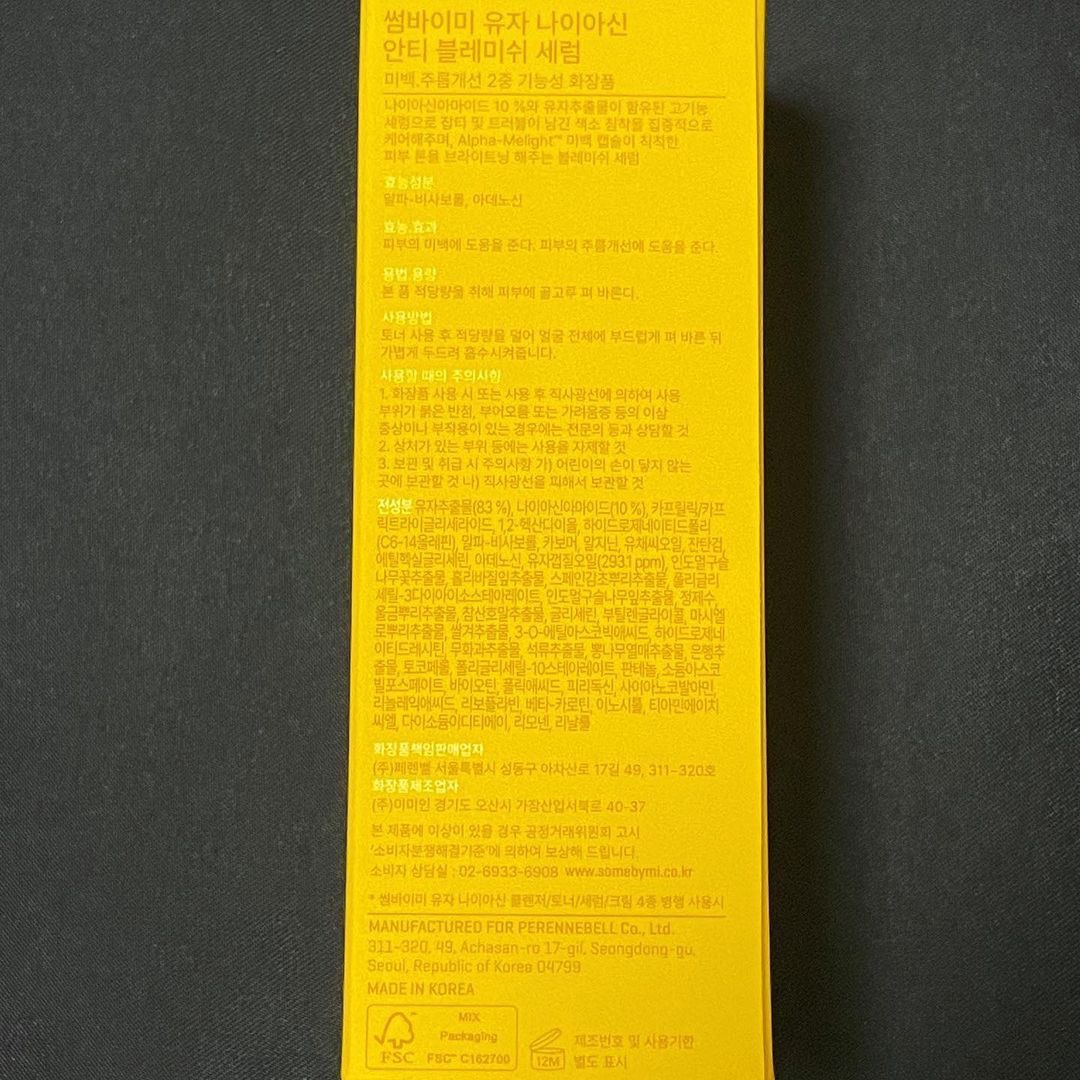 썸바이미 유자 나이아신
안티 블레미쉬 세럼
미백.주름개선 2중 기능성 화장품
나이아신아마이드 10 %와 유자추출물이 함유된 고기능
세럼으로 잡티 및 트러블이 남긴 색소 침착을 집중적으로
케어해주며, Alpha-Melight™ 미백 캡슐이 칙칙한
피부 톤을 브라이트닝 해주는 블레미쉬 세럼
효능성분
알파-비사보롤, 아데노신
효능.효과
피부의 미백에 도움을 준다. 피부의 주름개선에 도움을 준다.
용법.용량
본 품 적당량을 취해 피부에 골고루 펴 바른다.
사용방법
토너 사용 후 적당량을 덜어 얼굴 전체에 부드럽게 펴 바른 뒤
가볍게 두드려 흡수시켜줍니다.
사용할 때의 주의사항
1. 화장품 사용 시 또는 사용 후 직사광선에 의하여 사용
부위가 붉은 반점, 부어오름 또는 가려움증 등의 이상
증상이나 부작용이 있는 경우에는 전문의 등과 상담할 것
2. 상처가 있는 부위 등에는 사용을 자제할 것
3. 보관 및 취급 시 주의사항 가) 어린이의 손이 닿지 않는
곳에 보관할 것 나) 직사광선을 피해서 보관할 것
전성분 유자추출물(83 %), 나이아신아마이드(10 %), 카프릴릭/카프
릭트라이글리세라이드, 1,2-헥산다이올, 하이드로제네이티드폴리
(C6-14올레핀), 알파-비사보롤, 카보머, 알지닌, 유채씨오일, 잔탄검,
에틸헥실글리세린, 아데노신, 유자껍질오일(293.1 ppm), 인도멀구슬
나무꽃추출물, 홀리바질잎추출물, 스페인감초뿌리추출물, 폴리글리
세릴-3다이아이소스테아레이트, 인도멀구슬나무잎추출물, 정제수,
울금뿌리추출물, 참산호말추출물, 글리세린, 부틸렌글라이콜, 마시엘
로뿌리추출물, 쌀겨추출물, 3-O-에틸아스코빅애씨드, 하이드로제네
이티드레시틴, 무화과추출물, 석류추출물, 뽕나무열매추출물, 은행추
출물, 토코페롤, 폴리글리세릴-10스테아레이트, 판테놀, 소듐아스코
빌포스페이트, 바이오틴, 폴릭애씨드, 피리독신, 사이아노코발아민,
리놀레익애씨드, 리보플라빈, 베타-카로틴, 이노시톨, 티아민에이치
씨엘, 다이소듐이디티에이, 리모넨, 리날룰
화장품책임판매업자
(주)페렌벨 서울특별시 성동구 아차산로 17길 49, 311-320호
화장품제조업자
(주)이미인 경기도 오산시 가장산업서북로 40-37
본 제품에 이상이 있을 경우 공정거래위원회 고시
'소비자분쟁해결기준'에 의하여 보상해 드립니다.
소비자 상담실 : 02-6933-6908 www.somebymi.co.kr
* 썸바이미 유자 나이아신 클렌저/토너/세럼/크림 4종 병행 사용시
MANUFACTURED FOR PERENNEBELL Co., Ltd.
311-320, 49, Achasan-ro 17-gil, Seongdong-gu,
Seoul, Republic of Korea 04799
MADE IN KOREA
MIX
Packaging
FSC
FSC™ C162700
12M
제조번호 및 사용기한
별도 표시